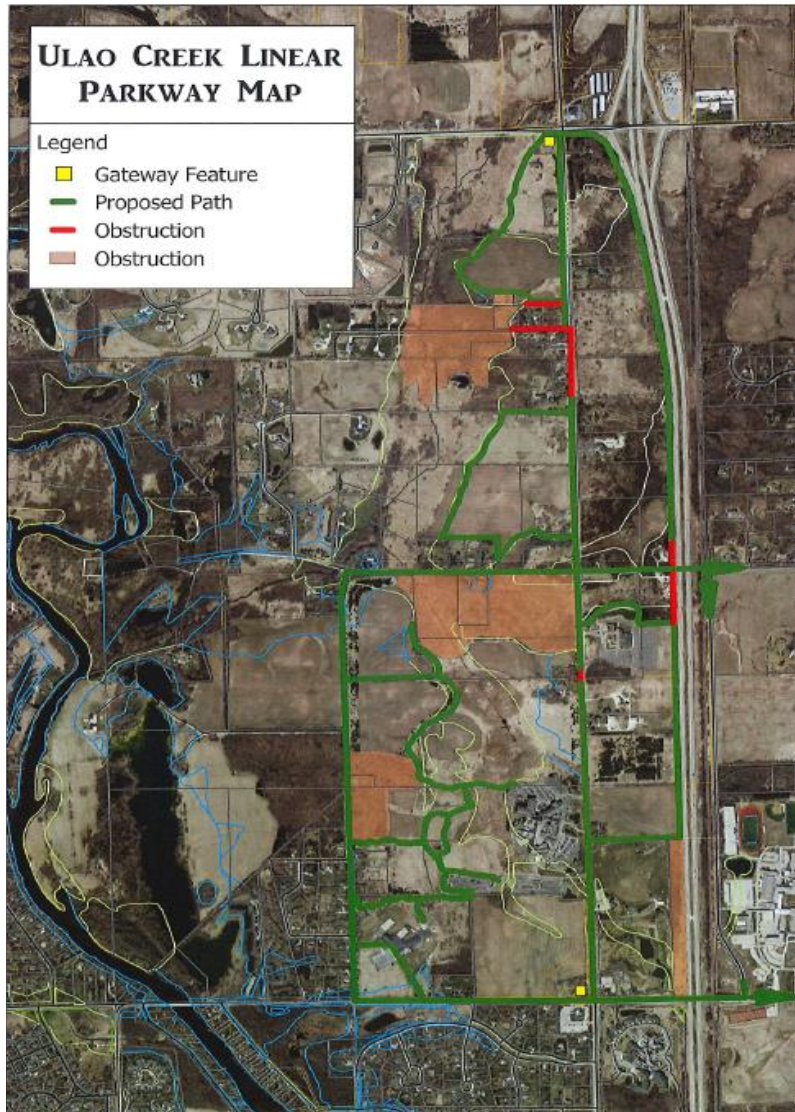 ULAO CREEK LINEAR
PARKWAY MAP
Legend
Gateway Feature
Proposed Path
Obstruction
Obstruction